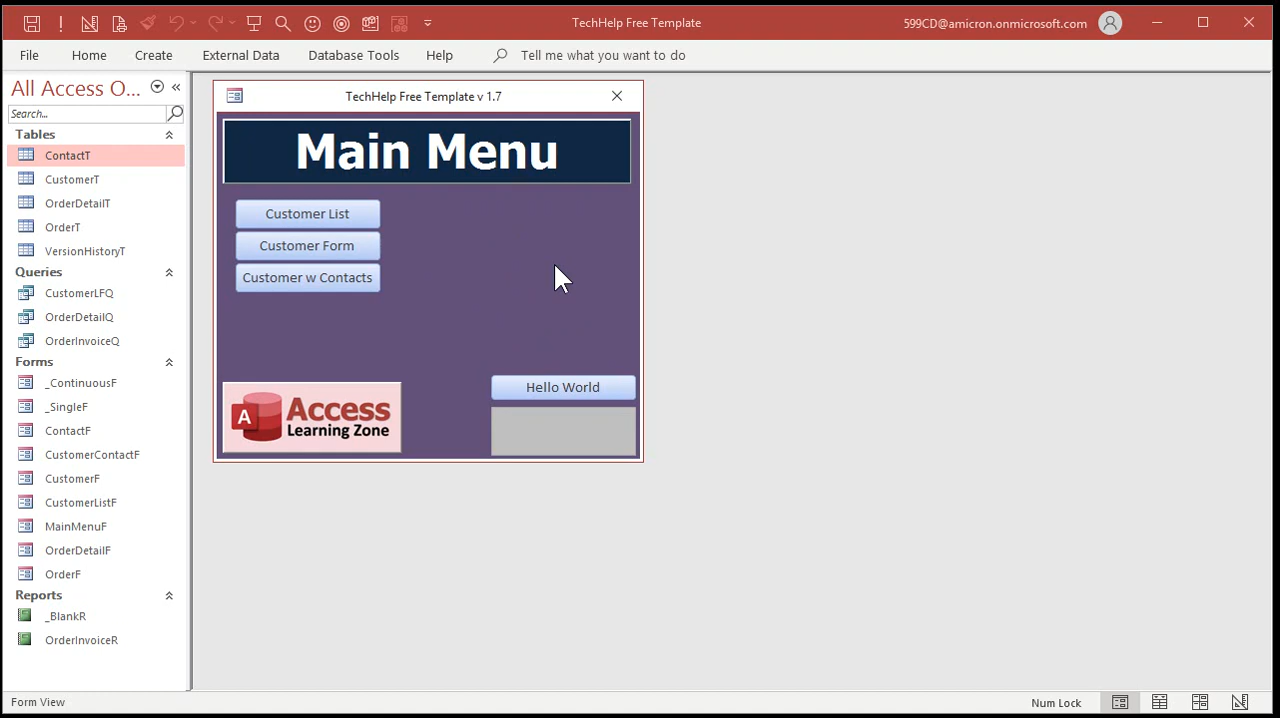 TechHelp Free Template
599CD@amicron.onmicrosoft.com
File Home Create External Data Database Tools Help Tell me what you want to do
All Access O...
Search...
Tables
ContactT
CustomerT
OrderDetailT
OrderT
VersionHistoryT
Queries
CustomerLFQ
OrderDetailQ
OrderInvoiceQ
Forms
_ContinuousF
_SingleF
ContactF
CustomerContactF
CustomerF
CustomerListF
MainMenuF
OrderDetailF
OrderF
Reports
_BlankR
OrderInvoiceR
TechHelp Free Template v 1.7
Main Menu
Customer List
Customer Form
Customer w Contacts
Hello World
A
Access
Learning Zone
Form View
Num Lock